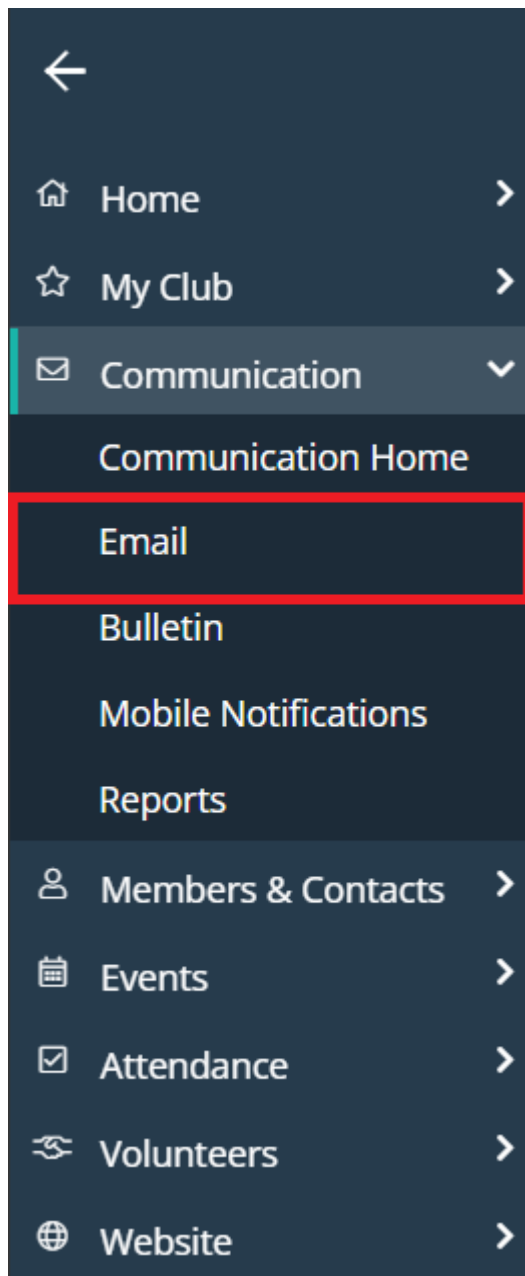 Home
My Club
Communication
Communication Home
Email
Bulletin
Mobile Notifications
Reports
Members & Contacts
Events
Attendance
Volunteers
Website